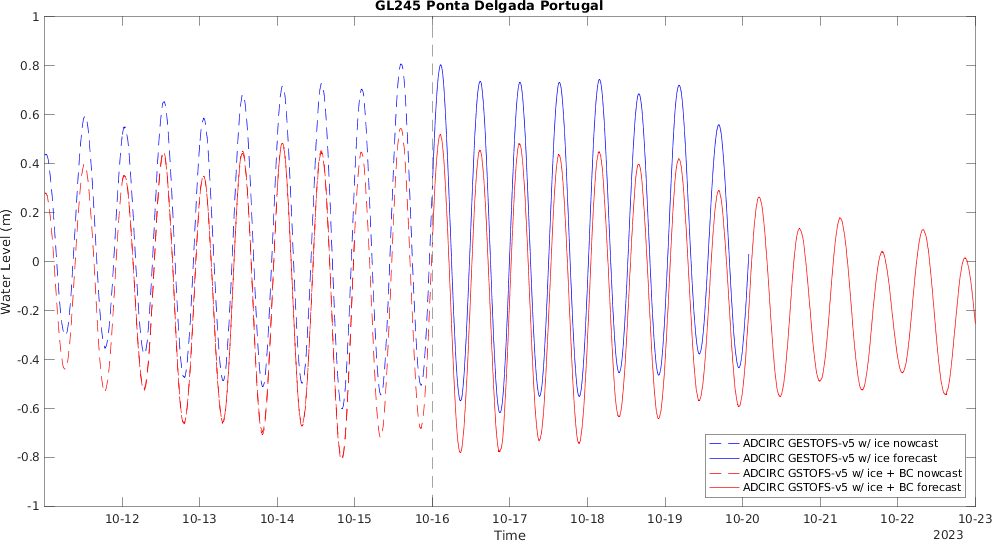 GL245 Ponta Delgada Portugal
1
0.8
0.6
0.4
0.2
0
-0.2
-0.4
-0.6
-0.8
-1
Water Level (m)
ADCIRC GESTOFS-v5 w/ ice nowcast
ADCIRC GESTOFS-v5 w/ ice forecast
ADCIRC GSTOFS-v5 w/ ice + BC nowcast
ADCIRC GSTOFS-v5 w/ ice + BC forecast
10-12 10-13 10-14 10-15 10-16 10-17 10-18 10-19 10-20 10-21 10-22 10-23
Time
2023